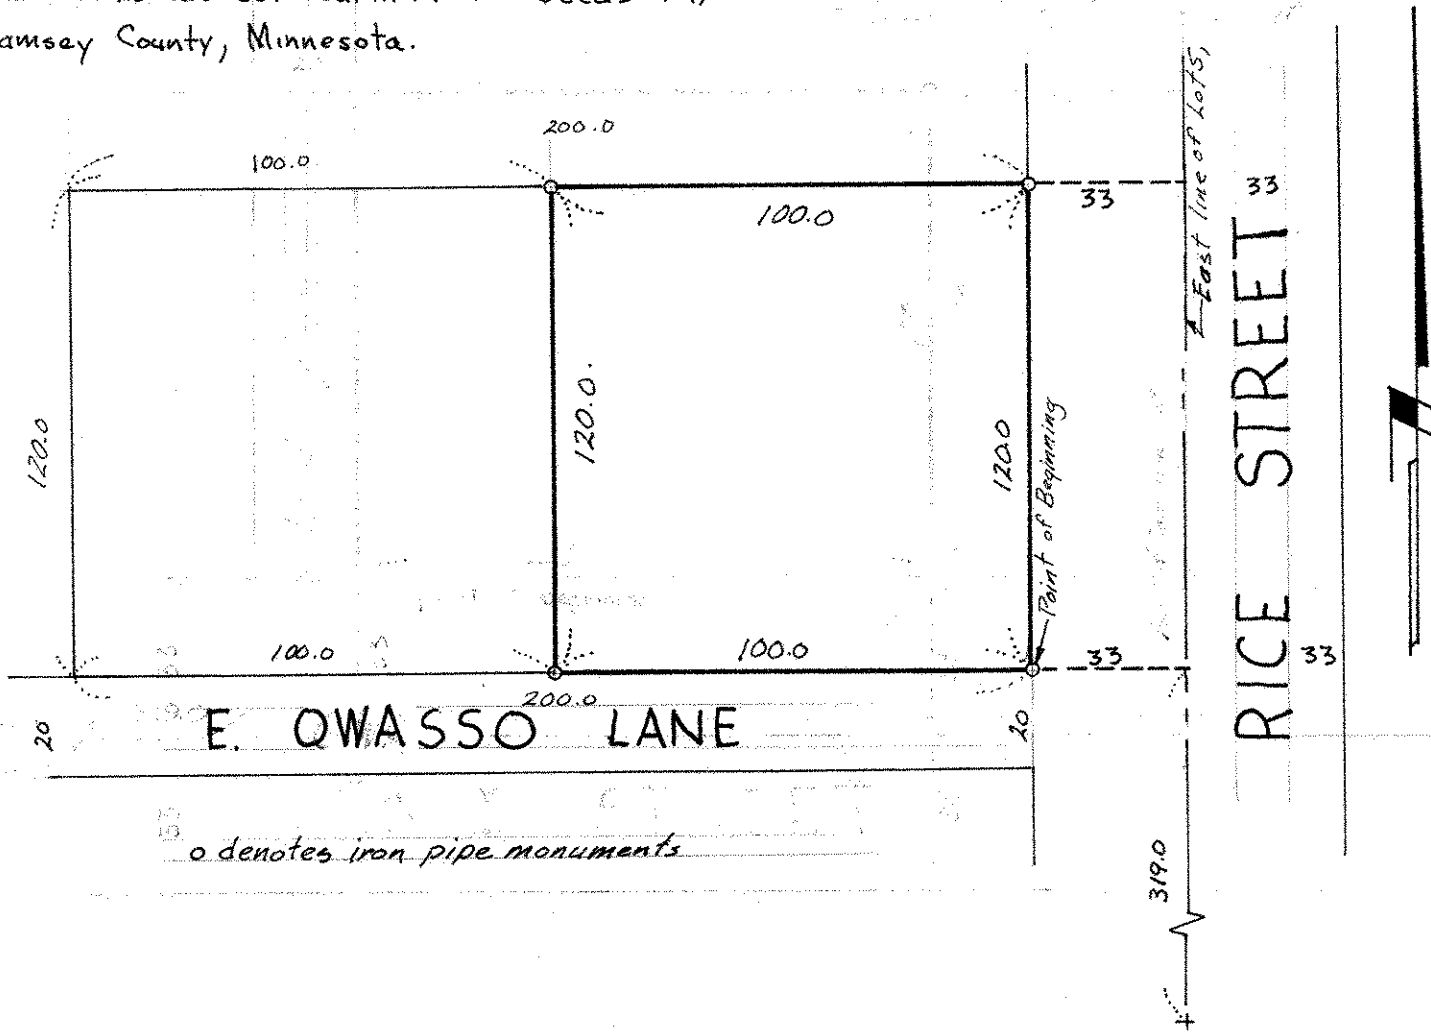 Ramsey County, Minnesota.
200.0
100.0
100.0
33
33
East line of Lots,
RICE STREET
120.0
120.0
120.0
Point of Beginning
100.0
100.0
33
33
200.0
20
E. OWASSO LANE
20
o denotes iron pipe monuments
319.0